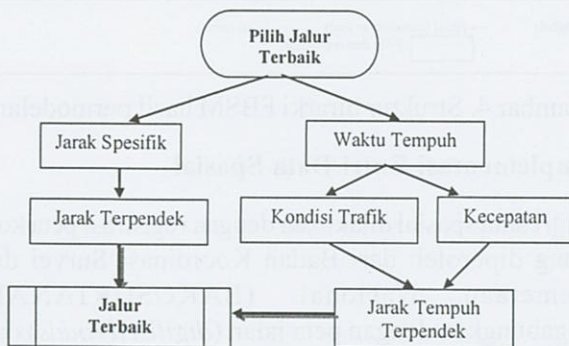 Pilih Jalur
Terbaik
Jarak Spesifik
Waktu Tempuh
Jarak Terpendek
Kondisi Trafik
Kecepatan
Jalur
Terbaik
Jarak Tempuh
Terpendek